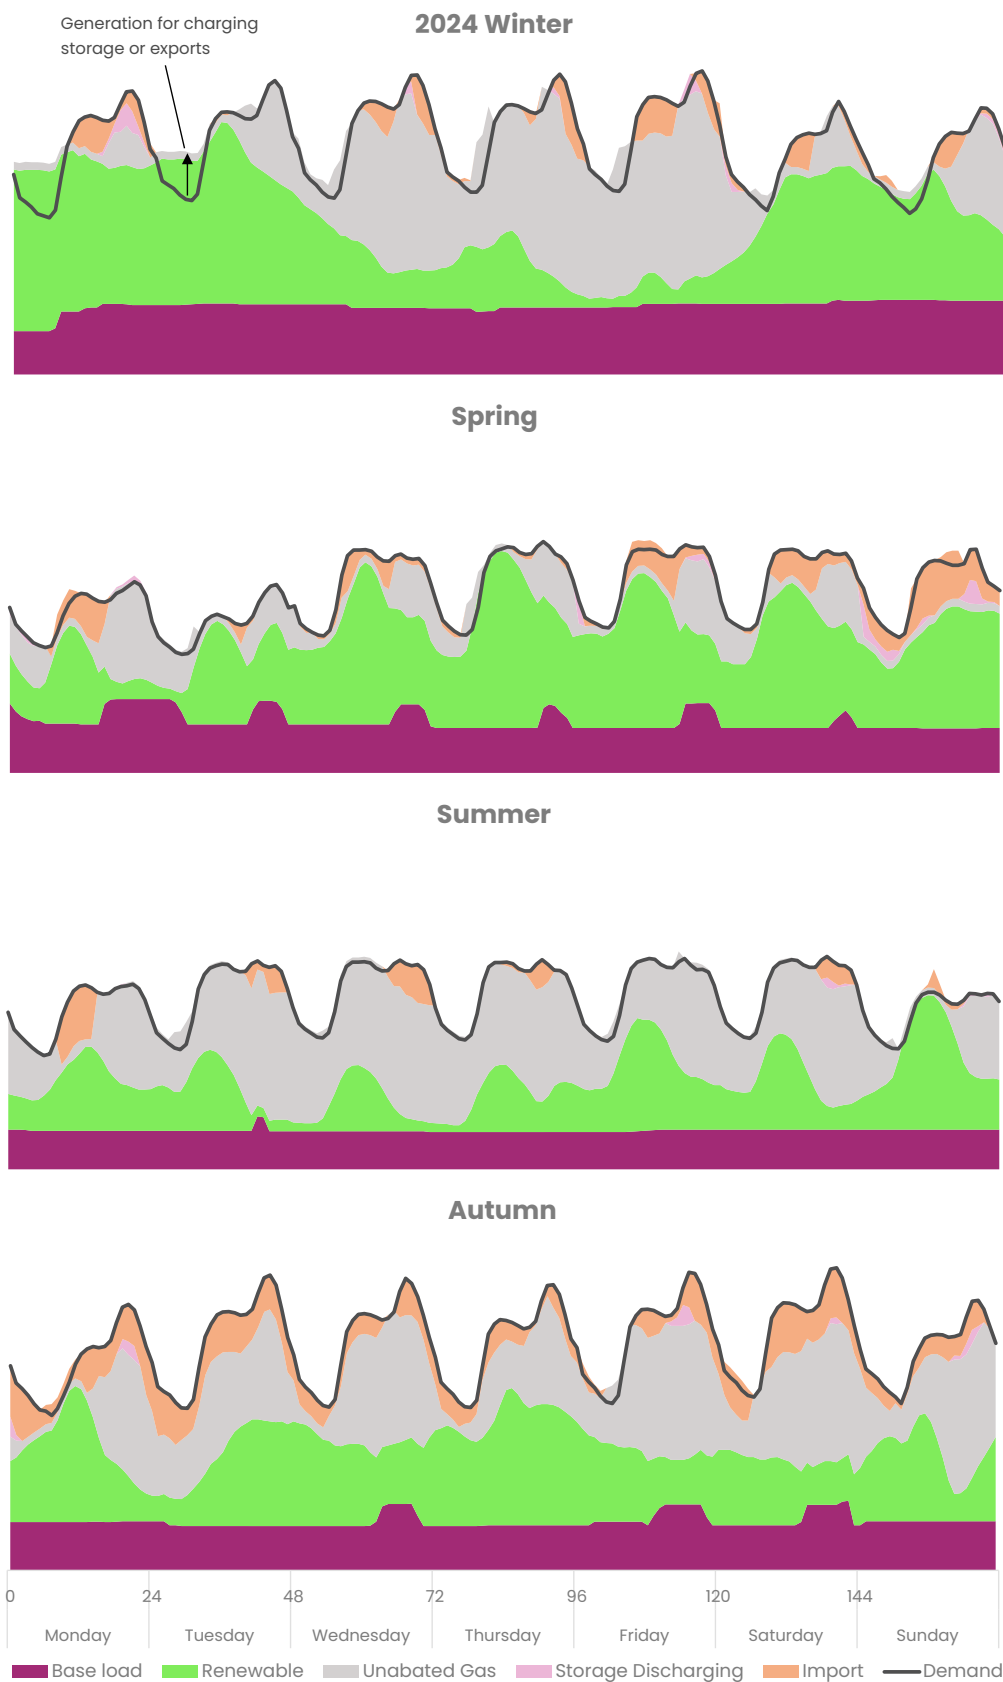 Generation for charging
storage or exports
2024 Winter
Spring
Summer
Autumn
0 24 48 72 96 120 144
Monday Tuesday Wednesday Thursday Friday Saturday Sunday
Base load Renewable Unabated Gas Storage Discharging Import Demand